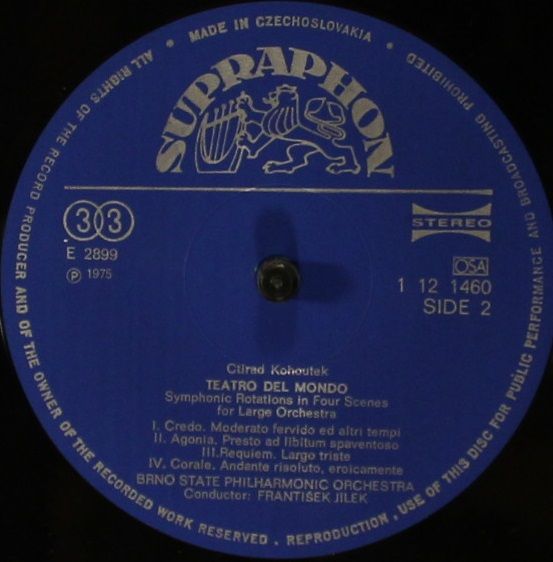 ALL RIGHTS OF THE RECORD PRODUCER AND OF THE OWNER OF THE RECORDED WORK RESERVED . REPRODUCTION , USE OF THIS DISC FOR PUBLIC PERFORMANCE AND BROADCASTING PROHIBITED
• MADE IN CZECHOSLOVAKIA •
SUPRAPHON
33
STEREO
E 2899
℗ 1975
OSA
1 12 1460
SIDE 2
Ctirad Kohoutek
TEATRO DEL MONDO
Symphonic Rotations in Four Scenes
for Large Orchestra
I. Credo. Moderato fervido ed altri tempi
II. Agonia. Presto ad libitum spaventoso
III.Requiem. Largo triste
IV. Corale. Andante risoluto, eroicamente
BRNO STATE PHILHARMONIC ORCHESTRA
Conductor: FRANTIŠEK JILEK